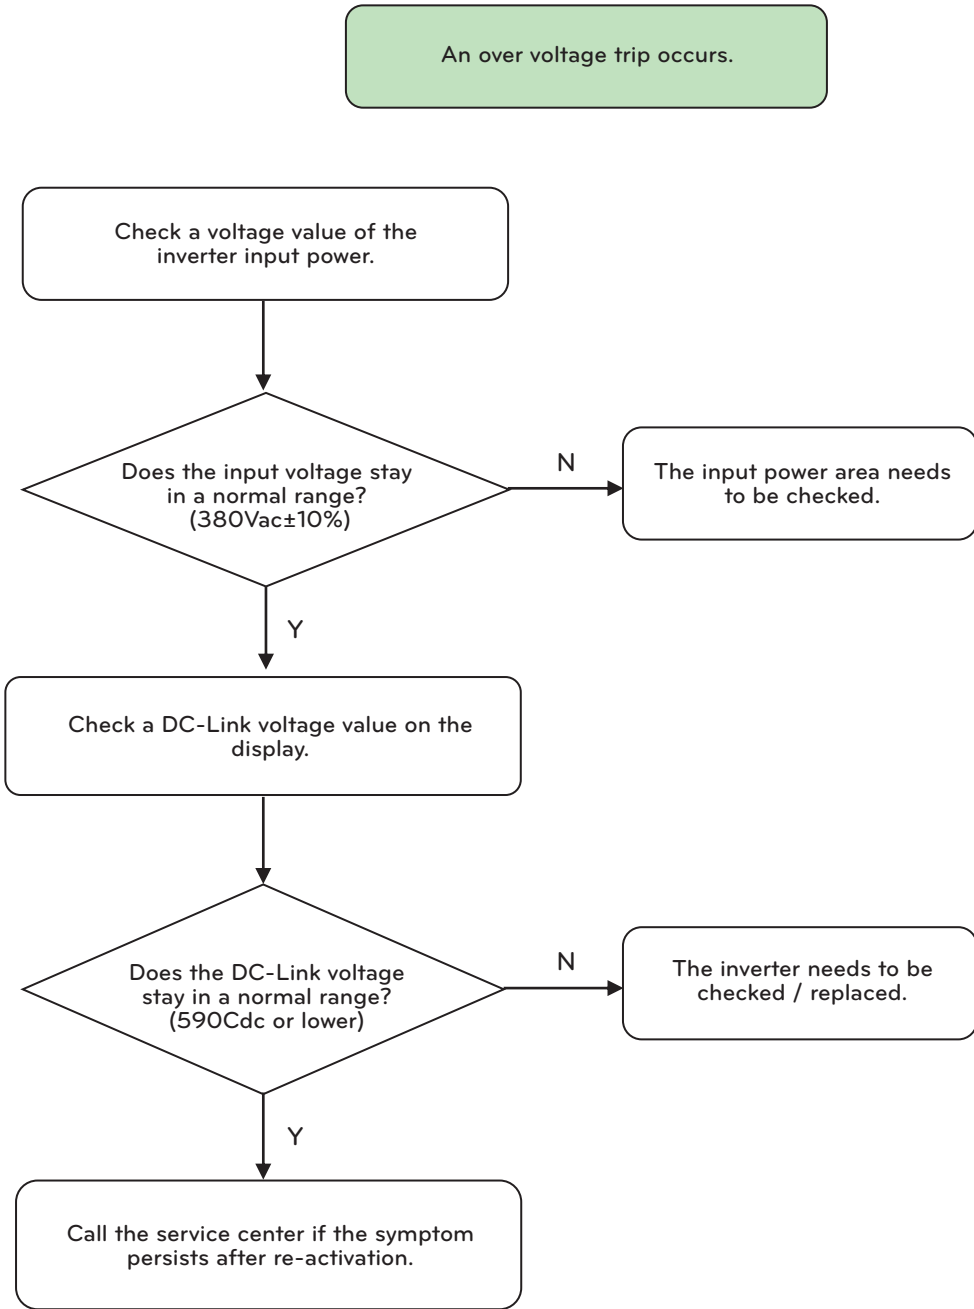 An over voltage trip occurs.
Check a voltage value of the
inverter input power.
Does the input voltage stay
in a normal range?
(380Vac±10%)
N
The input power area needs
to be checked.
Y
Check a DC-Link voltage value on the
display.
Does the DC-Link voltage
stay in a normal range?
(590Cdc or lower)
N
The inverter needs to be
checked / replaced.
Y
Call the service center if the symptom
persists after re-activation.